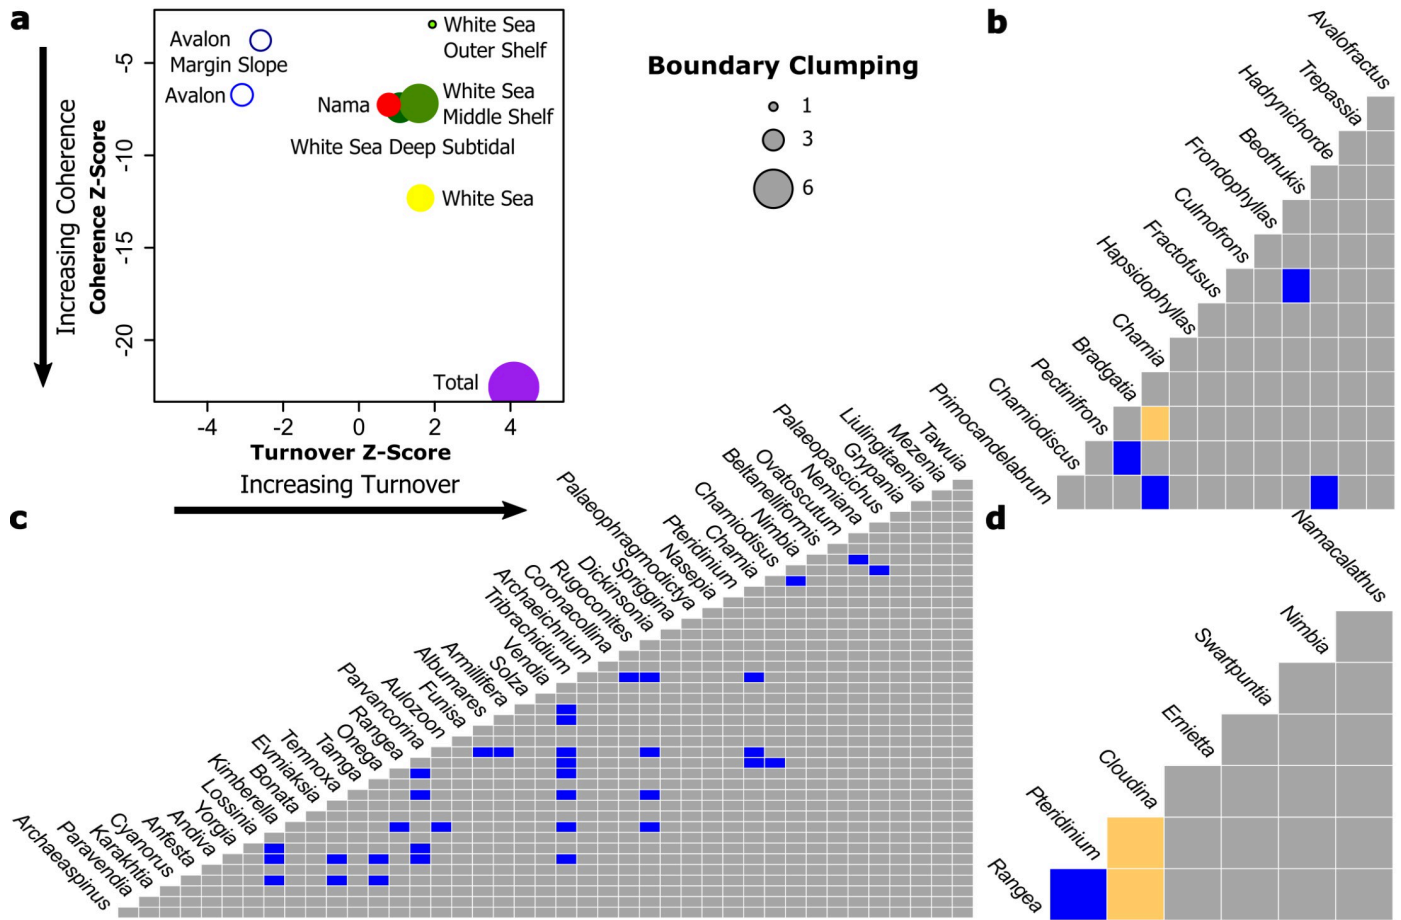 a
Increasing Coherence
Coherence Z-Score
-5
-10
-15
-20
Avalon
Margin Slope
Avalon
White Sea
Outer Shelf
Nama
White Sea
Middle Shelf
White Sea Deep Subtidal
White Sea
Total
-4
-2
0
2
4
Turnover Z-Score
Increasing Turnover
Boundary Clumping
1
3
6
b
Avalofractus
Trepassia
Hadrynichorde
Beothukis
Frondophyllas
Culmofrons
Fractofusus
Hapsidophyllas
Charnia
Bradgatia
Pectinifrons
Charniodiscus
Primocandelabrum
c
Tawuia
Mezenia
Liulingitaenia
Grypania
Palaeopascichus
Nemiana
Ovatoscutum
Beltanelliformis
Nimbia
Charniodisus
Charnia
Pteridinium
Nasepia
Palaeophragmodictya
Spriggina
Dickinsonia
Rugoconites
Coronacollina
Archaeichnium
Tribrachidium
Vendia
Solza
Armillifera
Albumares
Funisa
Aulozoon
Parvancorina
Rangea
Onega
Tamga
Temnoxa
Evmiaksia
Bonata
Kimberella
Lossinia
Yorgia
Andiva
Anfesta
Cyanorus
Karakhtia
Paravendia
Archaeaspinus
d
Namacalathus
Nimbia
Swartpuntia
Ernietta
Cloudina
Pteridinium
Rangea